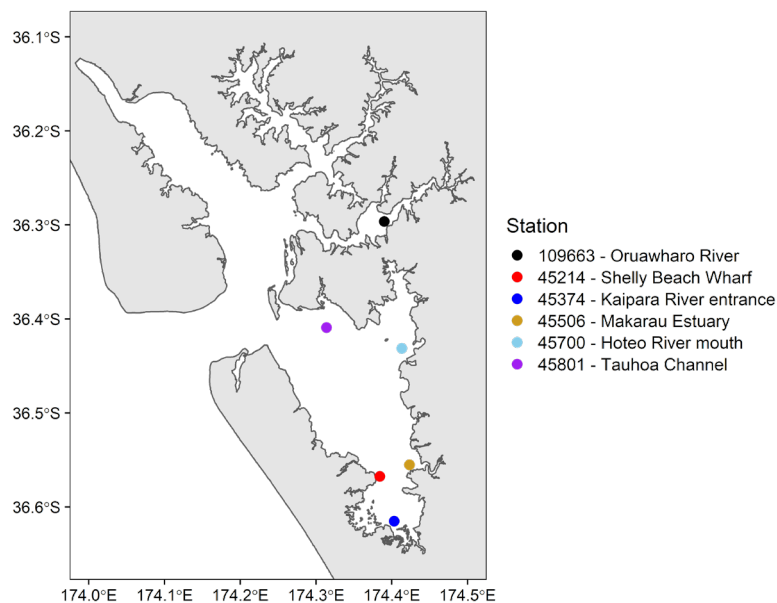 36.1°S
36.2°S
36.3°S
36.4°S
36.5°S
36.6°S
174.0°E 174.1°E 174.2°E 174.3°E 174.4°E 174.5°E
Station
109663 - Oruawharo River
45214 - Shelly Beach Wharf
45374 - Kaipara River entrance
45506 - Makarau Estuary
45700 - Hoteo River mouth
45801 - Tauhoa Channel